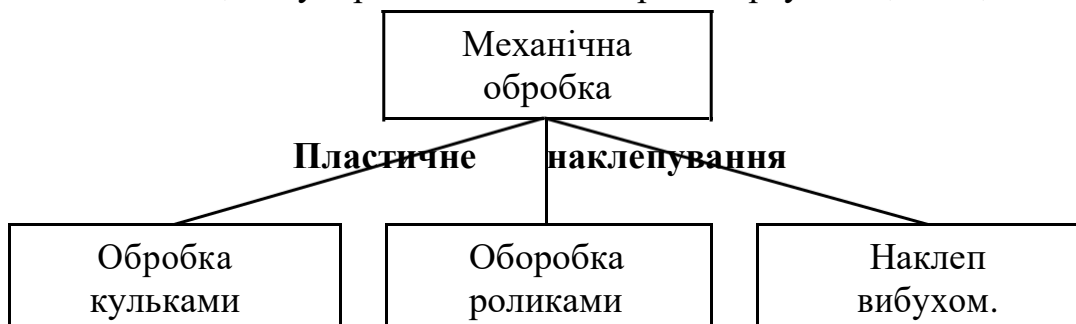 Механічна
обробка
Пластичне наклепування
Обробка
кульками
Оборобка
роликами
Наклеп
вибухом.